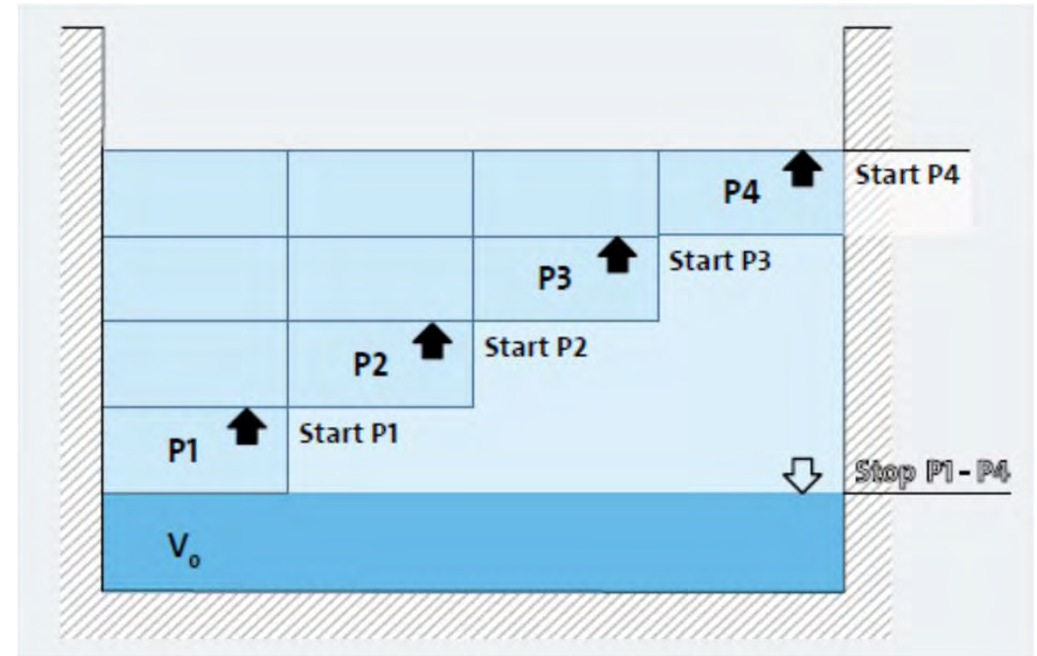 P4
Start P4
P3
Start P3
P2
Start P2
P1
Start P1
Stop P1 - P4
V₀